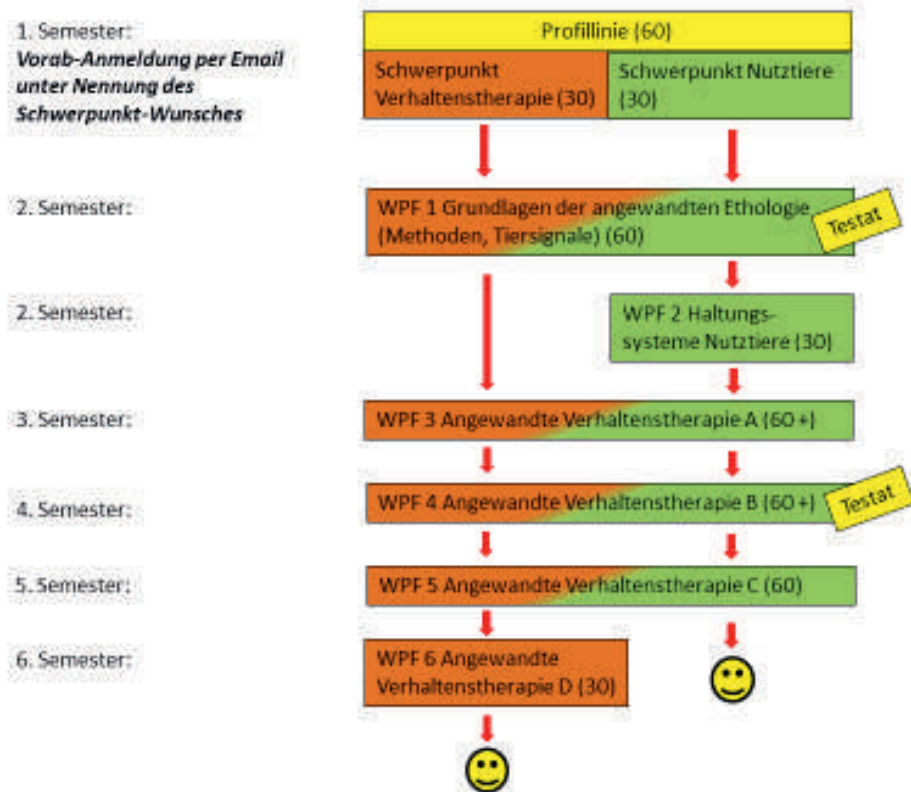 1. Semester:
Vorab-Anmeldung per Email
unter Nennung des
Schwerpunkt-Wunsches
Profillinie (60)
Schwerpunkt
Verhaltenstherapie (30)
Schwerpunkt Nutztiere
(30)
2. Semester:
WPF 1 Grundlagen der angewandten Ethologie
(Methoden, Tiersignale) (60)
Testat
2. Semester:
WPF 2 Haltungs-
systeme Nutztiere (30)
3. Semester:
WPF 3 Angewandte Verhaltenstherapie A (60 +)
4. Semester:
WPF 4 Angewandte Verhaltenstherapie B (60 +)
Testat
5. Semester:
WPF 5 Angewandte Verhaltenstherapie C (60)
6. Semester:
WPF 6 Angewandte
Verhaltenstherapie D (30)